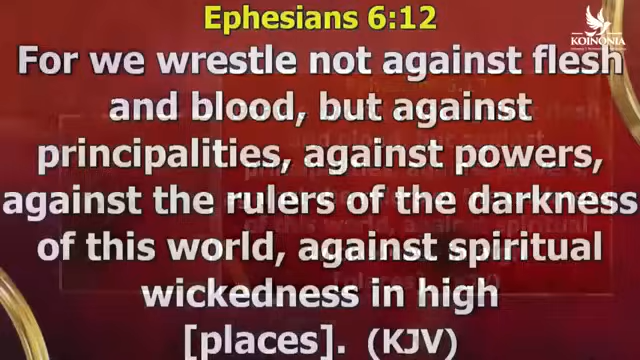 Ephesians 6:12
KOINONIA
For we wrestle not against flesh
and blood, but against
principalities, against powers,
against the rulers of the darkness
of this world, against spiritual
wickedness in high
[places]. (KJV)